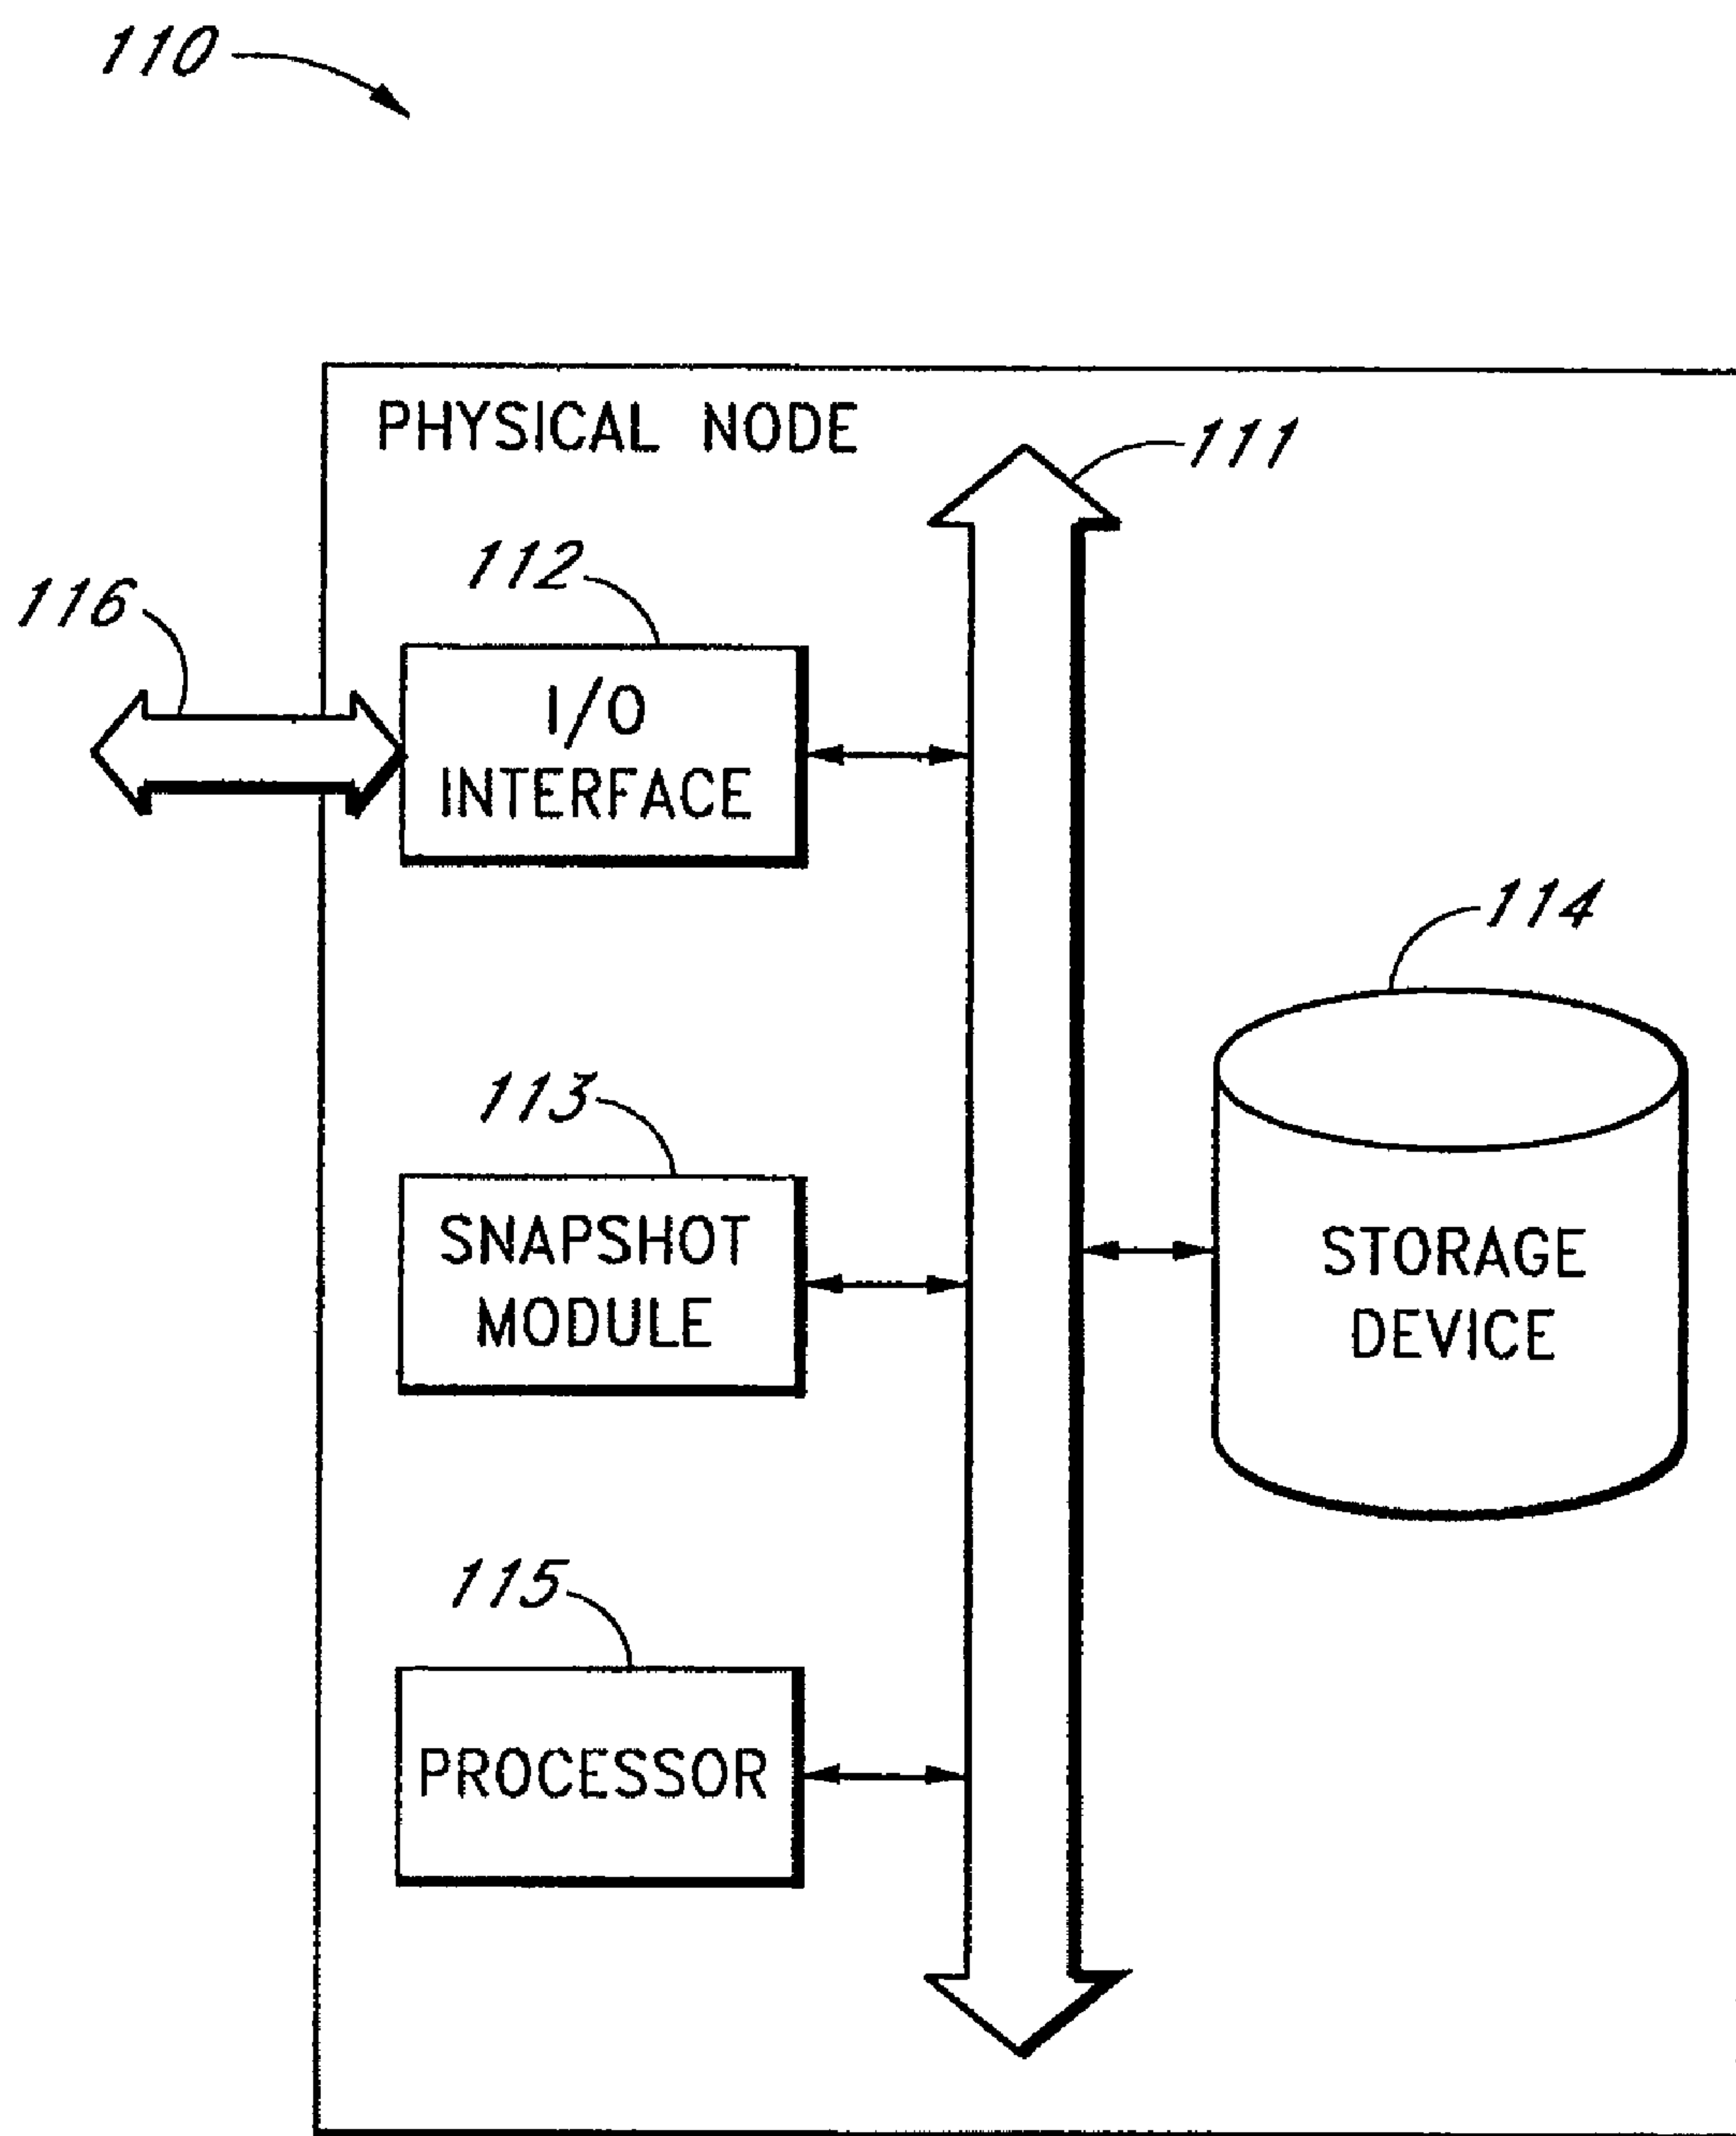 110
PHYSICAL NODE
111
112
116
I/O
INTERFACE
114
113
SNAPSHOT
MODULE
STORAGE
DEVICE
115
PROCESSOR